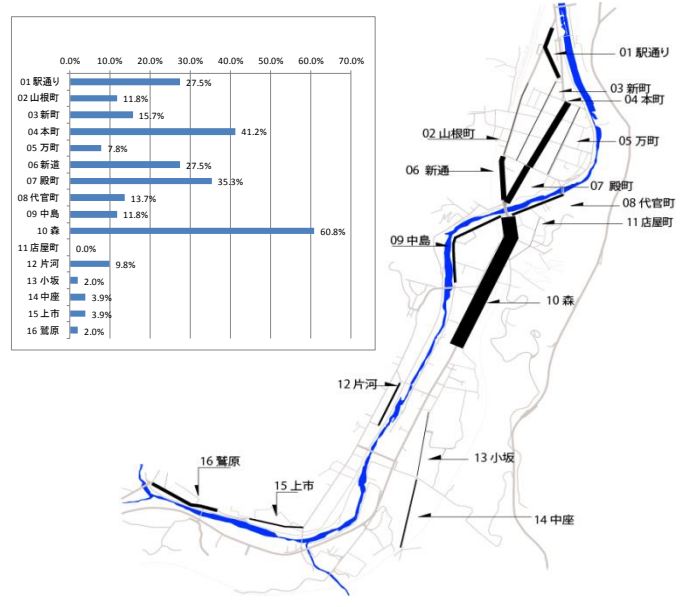 0.0% 10.0% 20.0% 30.0% 40.0% 50.0% 60.0% 70.0%
01 駅通り 27.5%
02 山根町 11.8%
03 新町 15.7%
04 本町 41.2%
05 万町 7.8%
06 新道 27.5%
07 殿町 35.3%
08 代官町 13.7%
09 中島 11.8%
10 森 60.8%
11 店屋町 0.0%
12 片河 9.8%
13 小坂 2.0%
14 中座 3.9%
15 上市 3.9%
16 鷲原 2.0%
01 駅通り
03 新町
04 本町
02 山根町
05 万町
06 新通
07 殿町
08 代官町
11 店屋町
09 中島
10 森
12 片河
13 小坂
16 鷲原
15 上市
14 中座